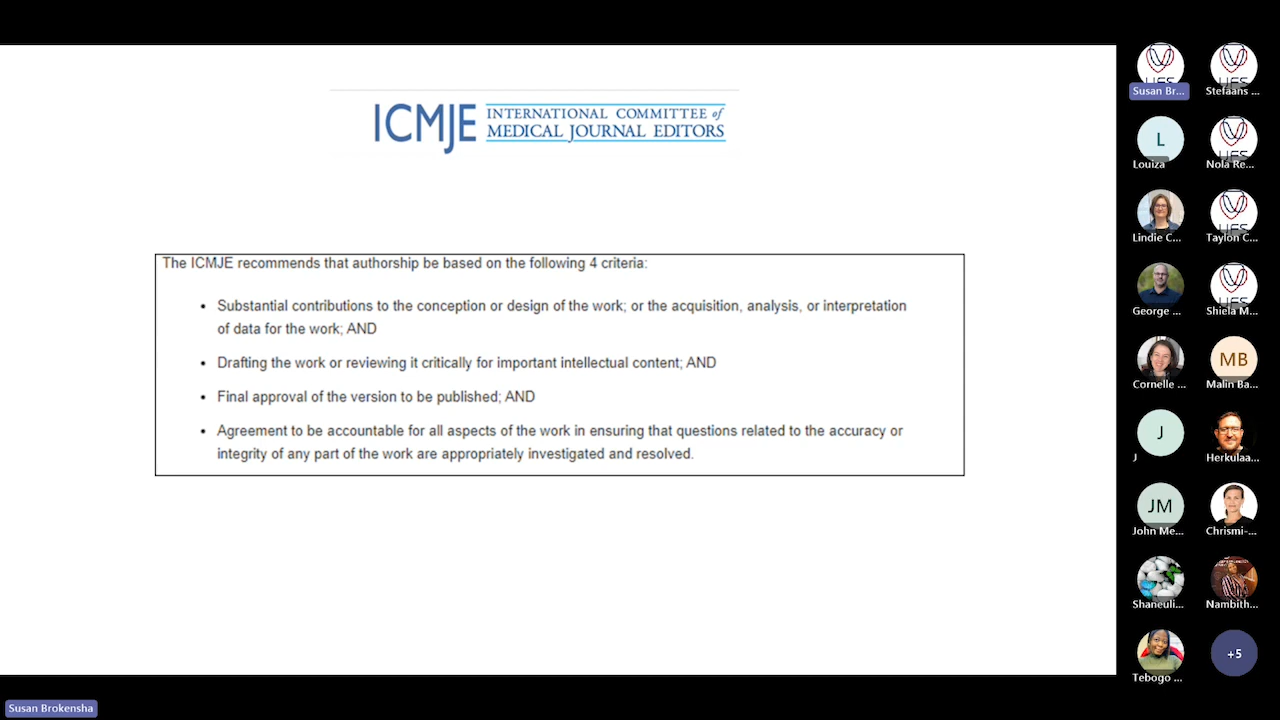 ICMJE
INTERNATIONAL COMMITTEE of
MEDICAL JOURNAL EDITORS
The ICMJE recommends that authorship be based on the following 4 criteria:
• Substantial contributions to the conception or design of the work; or the acquisition, analysis, or interpretation
of data for the work; AND
• Drafting the work or reviewing it critically for important intellectual content; AND
• Final approval of the version to be published; AND
• Agreement to be accountable for all aspects of the work in ensuring that questions related to the accuracy or
integrity of any part of the work are appropriately investigated and resolved.
Susan Br...
Stefaans ...
L
Louiza
Nola Re...
Lindie C...
Taylon C...
George ...
Shiela M...
Cornelle ...
MB
Malin Ba...
J
J
Herkulaa...
JM
John Me...
Chrismi-...
Shaneuli...
Nambith...
Tebogo ...
+5
Susan Brokensha